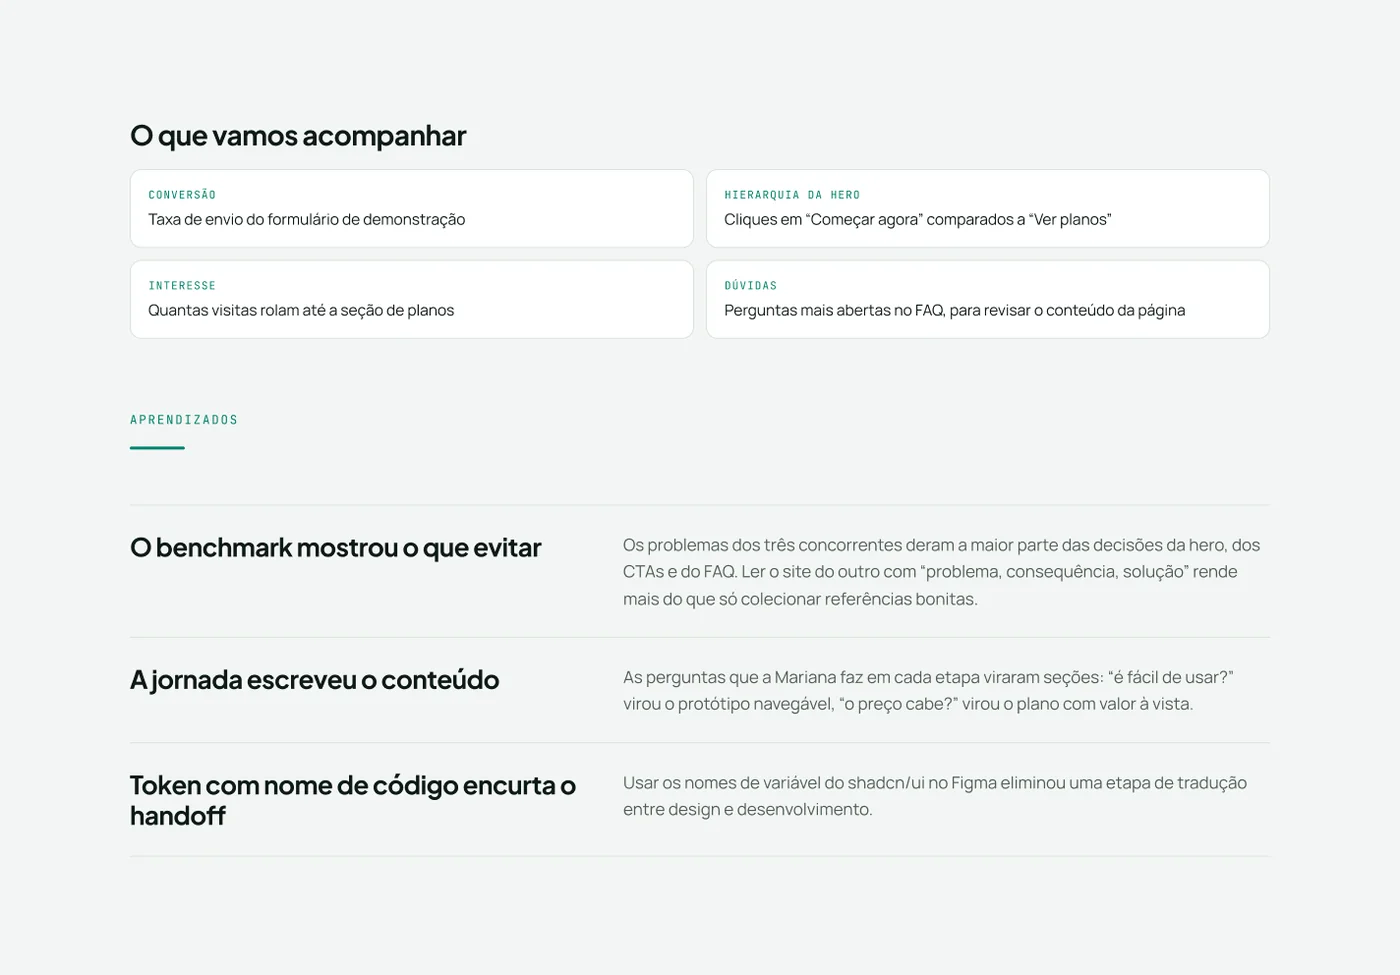 O que vamos acompanhar
CONVERSÃO
Taxa de envio do formulário de demonstração
HIERARQUIA DA HERO
Cliques em “Começar agora” comparados a “Ver planos”
INTERESSE
Quantas visitas rolam até a seção de planos
DÚVIDAS
Perguntas mais abertas no FAQ, para revisar o conteúdo da página
APRENDIZADOS
O benchmark mostrou o que evitar
Os problemas dos três concorrentes deram a maior parte das decisões da hero, dos
CTAs e do FAQ. Ler o site do outro com “problema, consequência, solução” rende
mais do que só colecionar referências bonitas.
A jornada escreveu o conteúdo
As perguntas que a Mariana faz em cada etapa viraram seções: “é fácil de usar?”
virou o protótipo navegável, “o preço cabe?” virou o plano com valor à vista.
Token com nome de código encurta o
handoff
Usar os nomes de variável do shadcn/ui no Figma eliminou uma etapa de tradução
entre design e desenvolvimento.